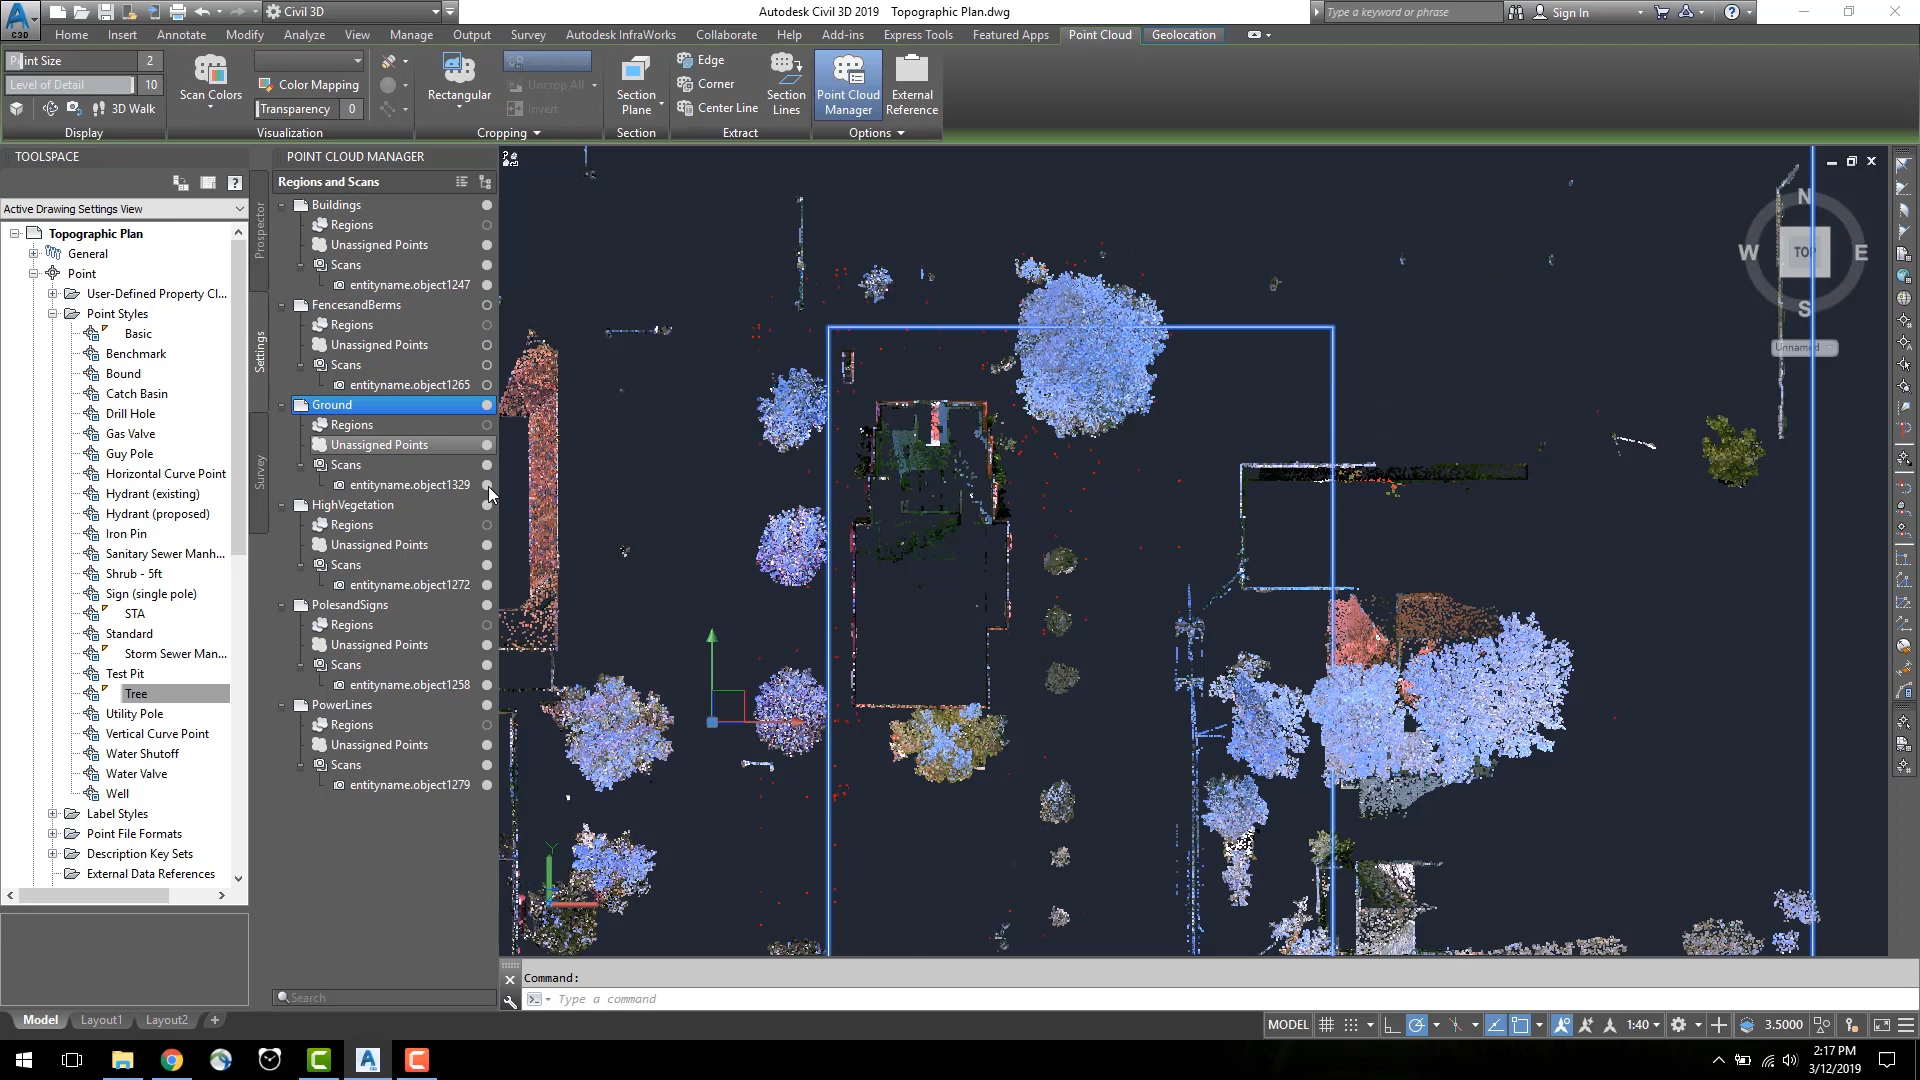 Civil 3D
Autodesk Civil 3D 2019 Topographic Plan.dwg
Type a keyword or phrase
Sign In
C3D
Home Insert Annotate Modify Analyze View Manage Output Survey Autodesk InfraWorks Collaborate Help Add-ins Express Tools Featured Apps Point Cloud Geolocation
Point Size 2
Level of Detail 10
3D Walk
Display
Scan Colors
Color Mapping
Transparency 0
Visualization
Rectangular
Uncrop All
Invert
Cropping
Section Plane
Section
Edge
Corner
Center Line
Section Lines
Extract
Point Cloud Manager
External Reference
Options
TOOLSPACE
Active Drawing Settings View
Topographic Plan
General
Point
User-Defined Property Cl...
Point Styles
Basic
Benchmark
Bound
Catch Basin
Drill Hole
Gas Valve
Guy Pole
Horizontal Curve Point
Hydrant (existing)
Hydrant (proposed)
Iron Pin
Sanitary Sewer Manh...
Shrub - 5ft
Sign (single pole)
STA
Standard
Storm Sewer Man...
Test Pit
Tree
Utility Pole
Vertical Curve Point
Water Shutoff
Water Valve
Well
Label Styles
Point File Formats
Description Key Sets
External Data References
Prospector
Settings
Survey
POINT CLOUD MANAGER
Regions and Scans
Buildings
Regions
Unassigned Points
Scans
entityname.object1247
FencesandBerms
Regions
Unassigned Points
Scans
entityname.object1265
Ground
Regions
Unassigned Points
Scans
entityname.object1329
HighVegetation
Regions
Unassigned Points
Scans
entityname.object1272
PolesandSigns
Regions
Unassigned Points
Scans
entityname.object1258
PowerLines
Regions
Unassigned Points
Scans
entityname.object1279
Search
N
W TOP E
S
Unnamed
Y
Command:
Type a command
Model Layout1 Layout2 +
MODEL 1:40 3.5000
2:17 PM
3/12/2019